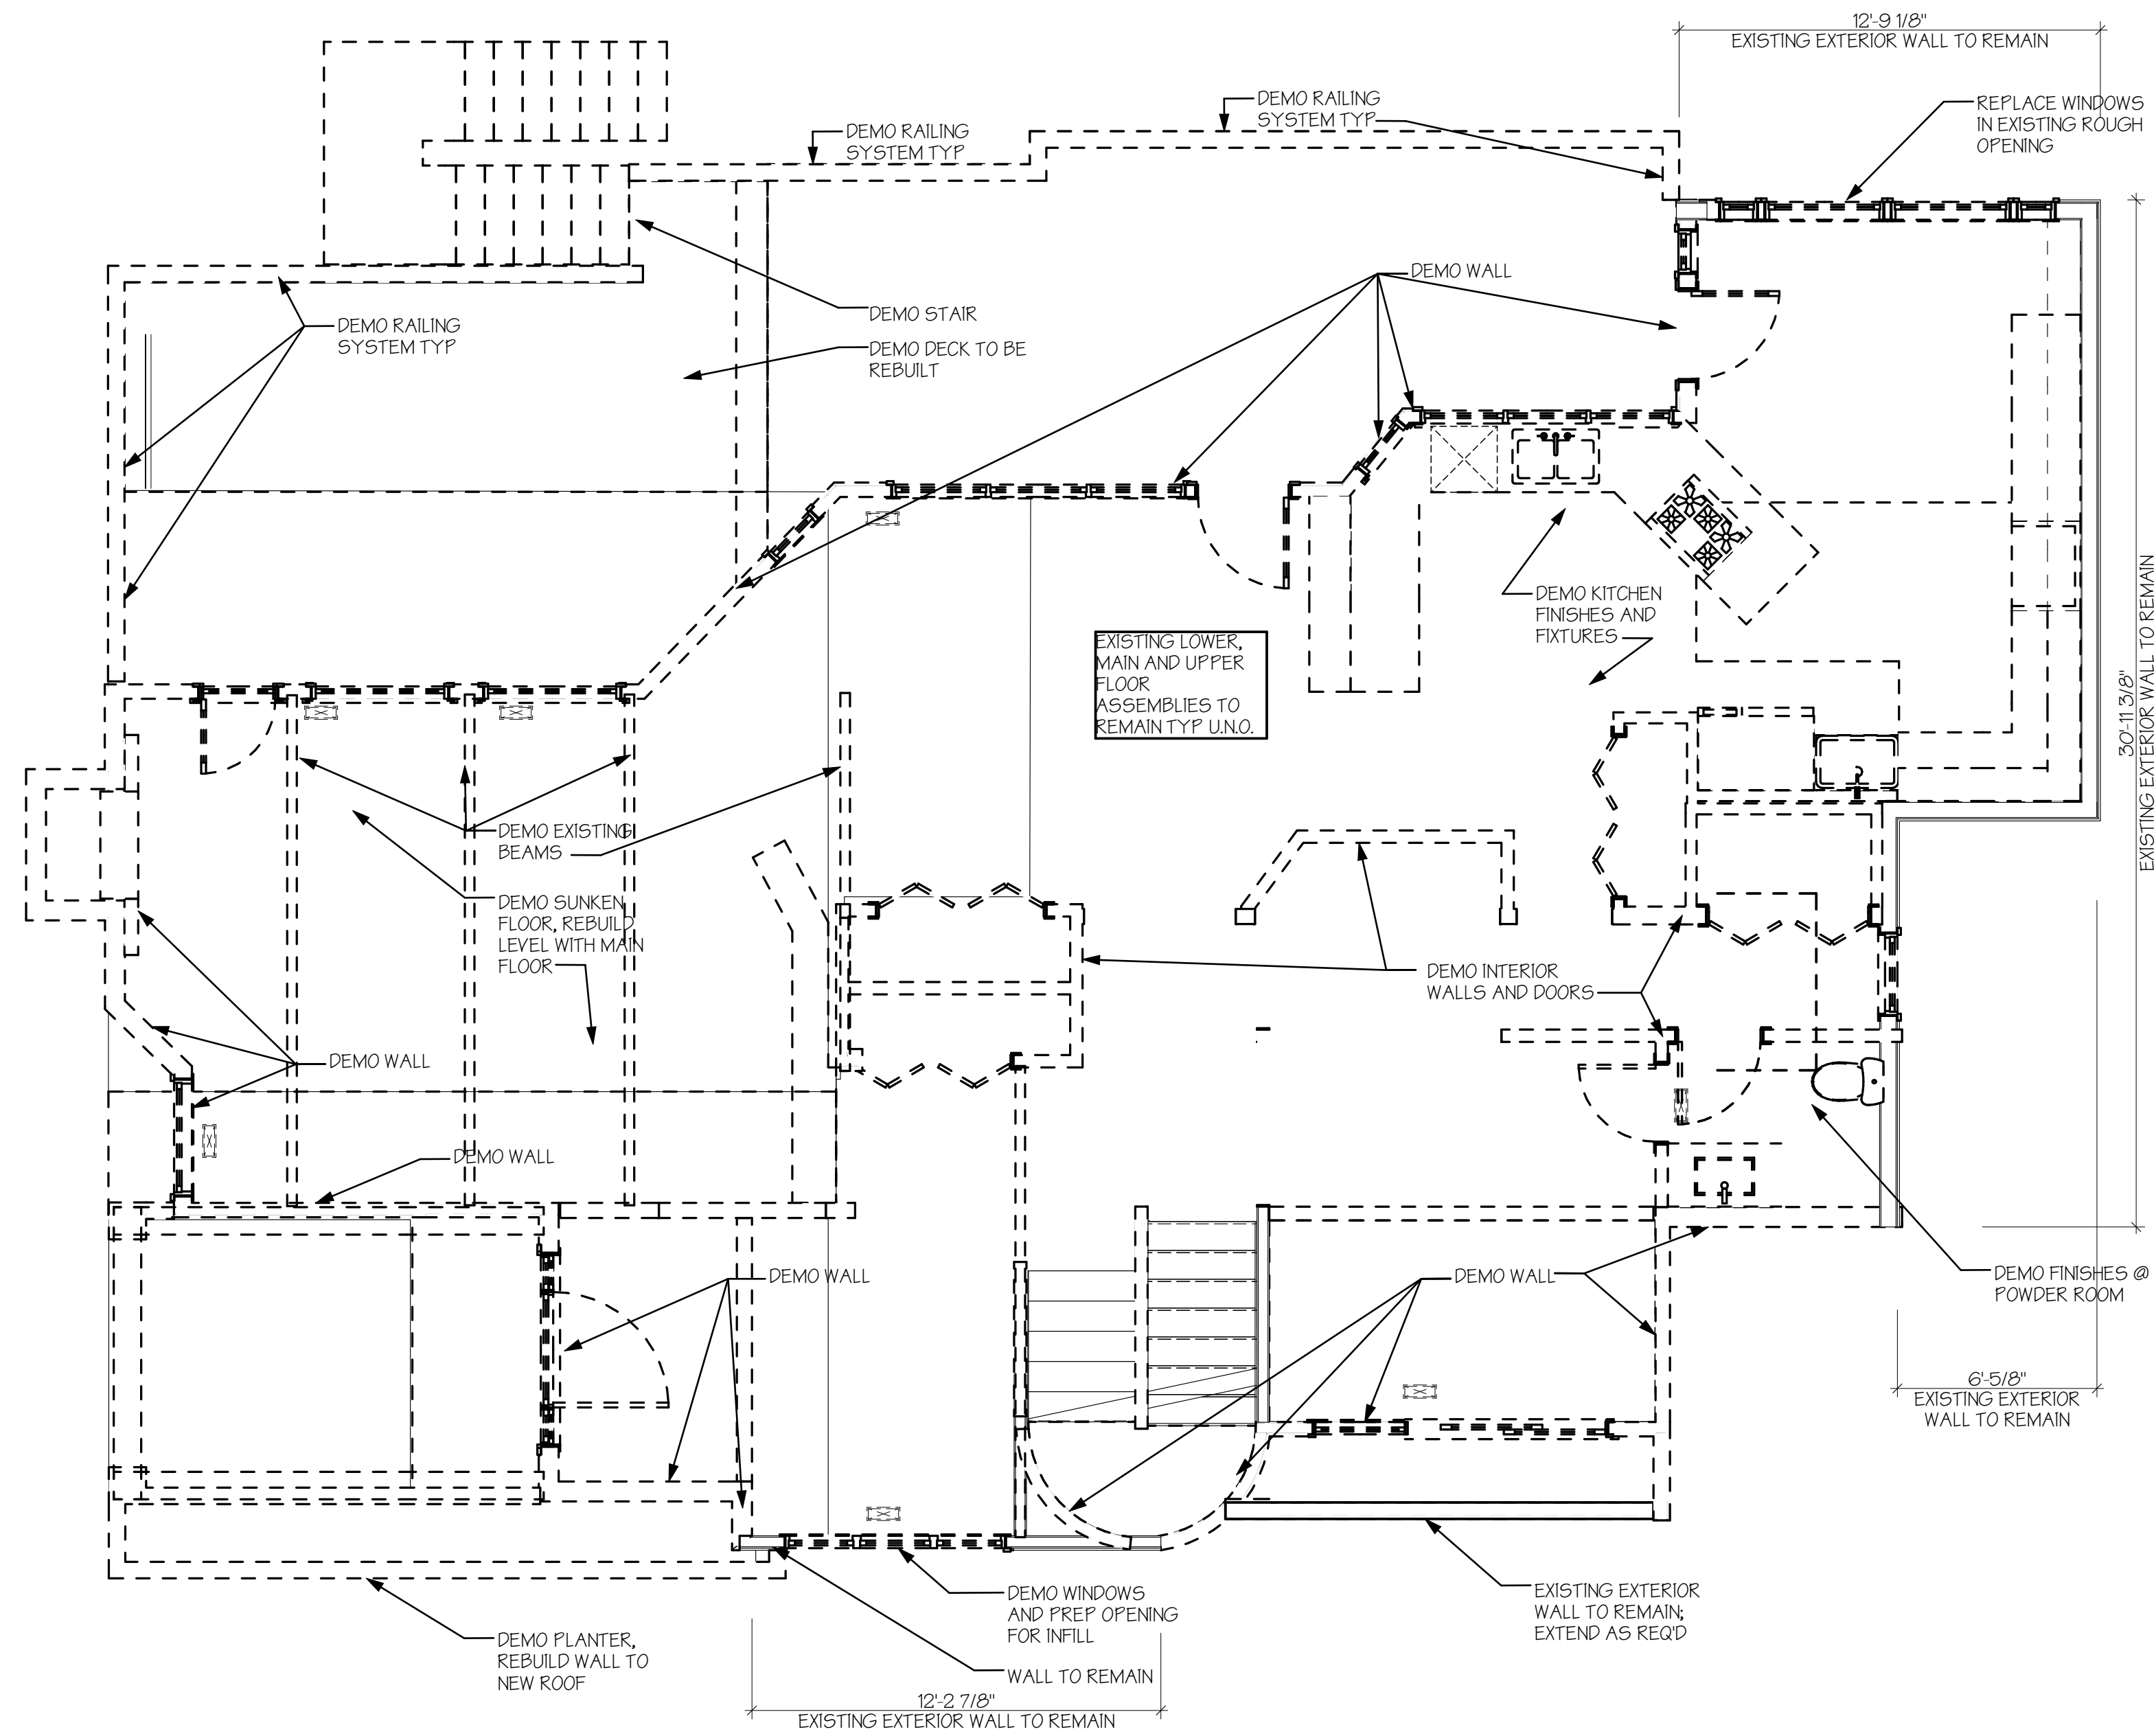 12'-9 1/8"
EXISTING EXTERIOR WALL TO REMAIN
DEMO RAILING
SYSTEM TYP
REPLACE WINDOWS
IN EXISTING ROUGH
OPENING
DEMO RAILING
SYSTEM TYP
DEMO WALL
DEMO STAIR
DEMO RAILING
SYSTEM TYP
DEMO DECK TO BE
REBUILT
DEMO KITCHEN
FINISHES AND
FIXTURES
EXISTING LOWER,
MAIN AND UPPER
FLOOR
ASSEMBLIES TO
REMAIN TYP U.N.O.
30'-11 3/8"
EXISTING EXTERIOR WALL TO REMAIN
DEMO EXISTING
BEAMS
DEMO SUNKEN
FLOOR, REBUILD
LEVEL WITH MAIN
FLOOR
DEMO INTERIOR
WALLS AND DOORS
DEMO WALL
DEMO WALL
DEMO WALL
DEMO WALL
DEMO FINISHES @
POWDER ROOM
6'-5/8"
EXISTING EXTERIOR
WALL TO REMAIN
DEMO WINDOWS
AND PREP OPENING
FOR INFILL
EXISTING EXTERIOR
WALL TO REMAIN;
EXTEND AS REQ'D
DEMO PLANTER,
REBUILD WALL TO
NEW ROOF
WALL TO REMAIN
12'-2 7/8"
EXISTING EXTERIOR WALL TO REMAIN